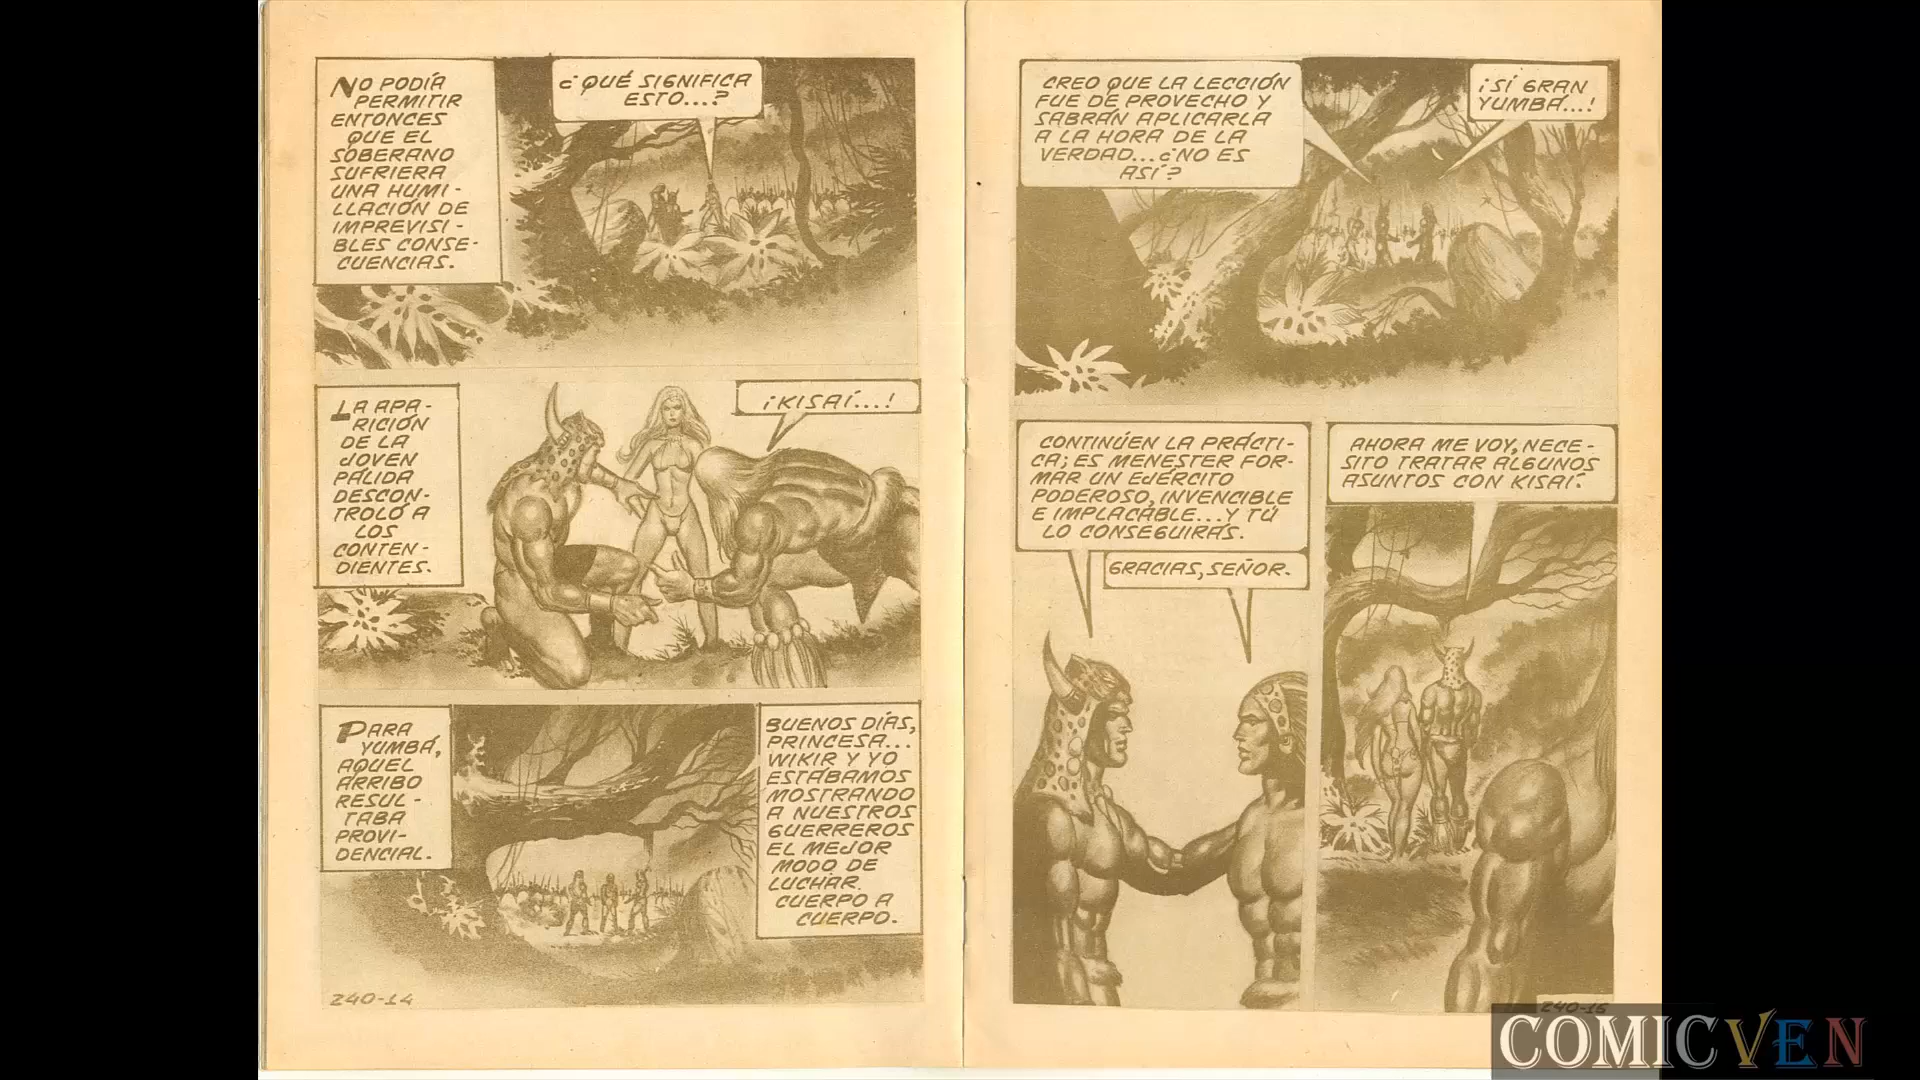 NO PODÍA
PERMITIR
ENTONCES
QUE EL
SOBERANO
SUFRIERA
UNA HUMI-
LLACIÓN DE
IMPREVISI-
BLES CONSE-
CUENCIAS.
¿QUÉ SIGNIFICA
ESTO...?
LA APA-
RICIÓN
DE LA
JOVEN
PÁLIDA
DESCON-
TROLÓ A
LOS
CONTEN-
DIENTES.
¡KISAÍ...!
PARA
YUMBÁ,
AQUEL
ARRIBO
RESUL-
TABA
PROVI-
DENCIAL.
BUENOS DÍAS,
PRINCESA...
WIKIR Y YO
ESTÁBAMOS
MOSTRANDO
A NUESTROS
GUERREROS
EL MEJOR
MODO DE
LUCHAR
CUERPO A
CUERPO.
240-14
CREO QUE LA LECCIÓN
FUE DE PROVECHO Y
SABRÁN APLICARLA
A LA HORA DE LA
VERDAD...¿NO ES
ASÍ?
¡SÍ GRAN
YUMBÁ...!
CONTINÚEN LA PRÁCTI-
CA; ES MENESTER FOR-
MAR UN EJÉRCITO
PODEROSO, INVENCIBLE
E IMPLACABLE...Y TÚ
LO CONSEGUIRÁS.
GRACIAS, SEÑOR.
AHORA ME VOY, NECE-
SITO TRATAR ALGUNOS
ASUNTOS CON KISAÍ.
240-15
COMICVEN